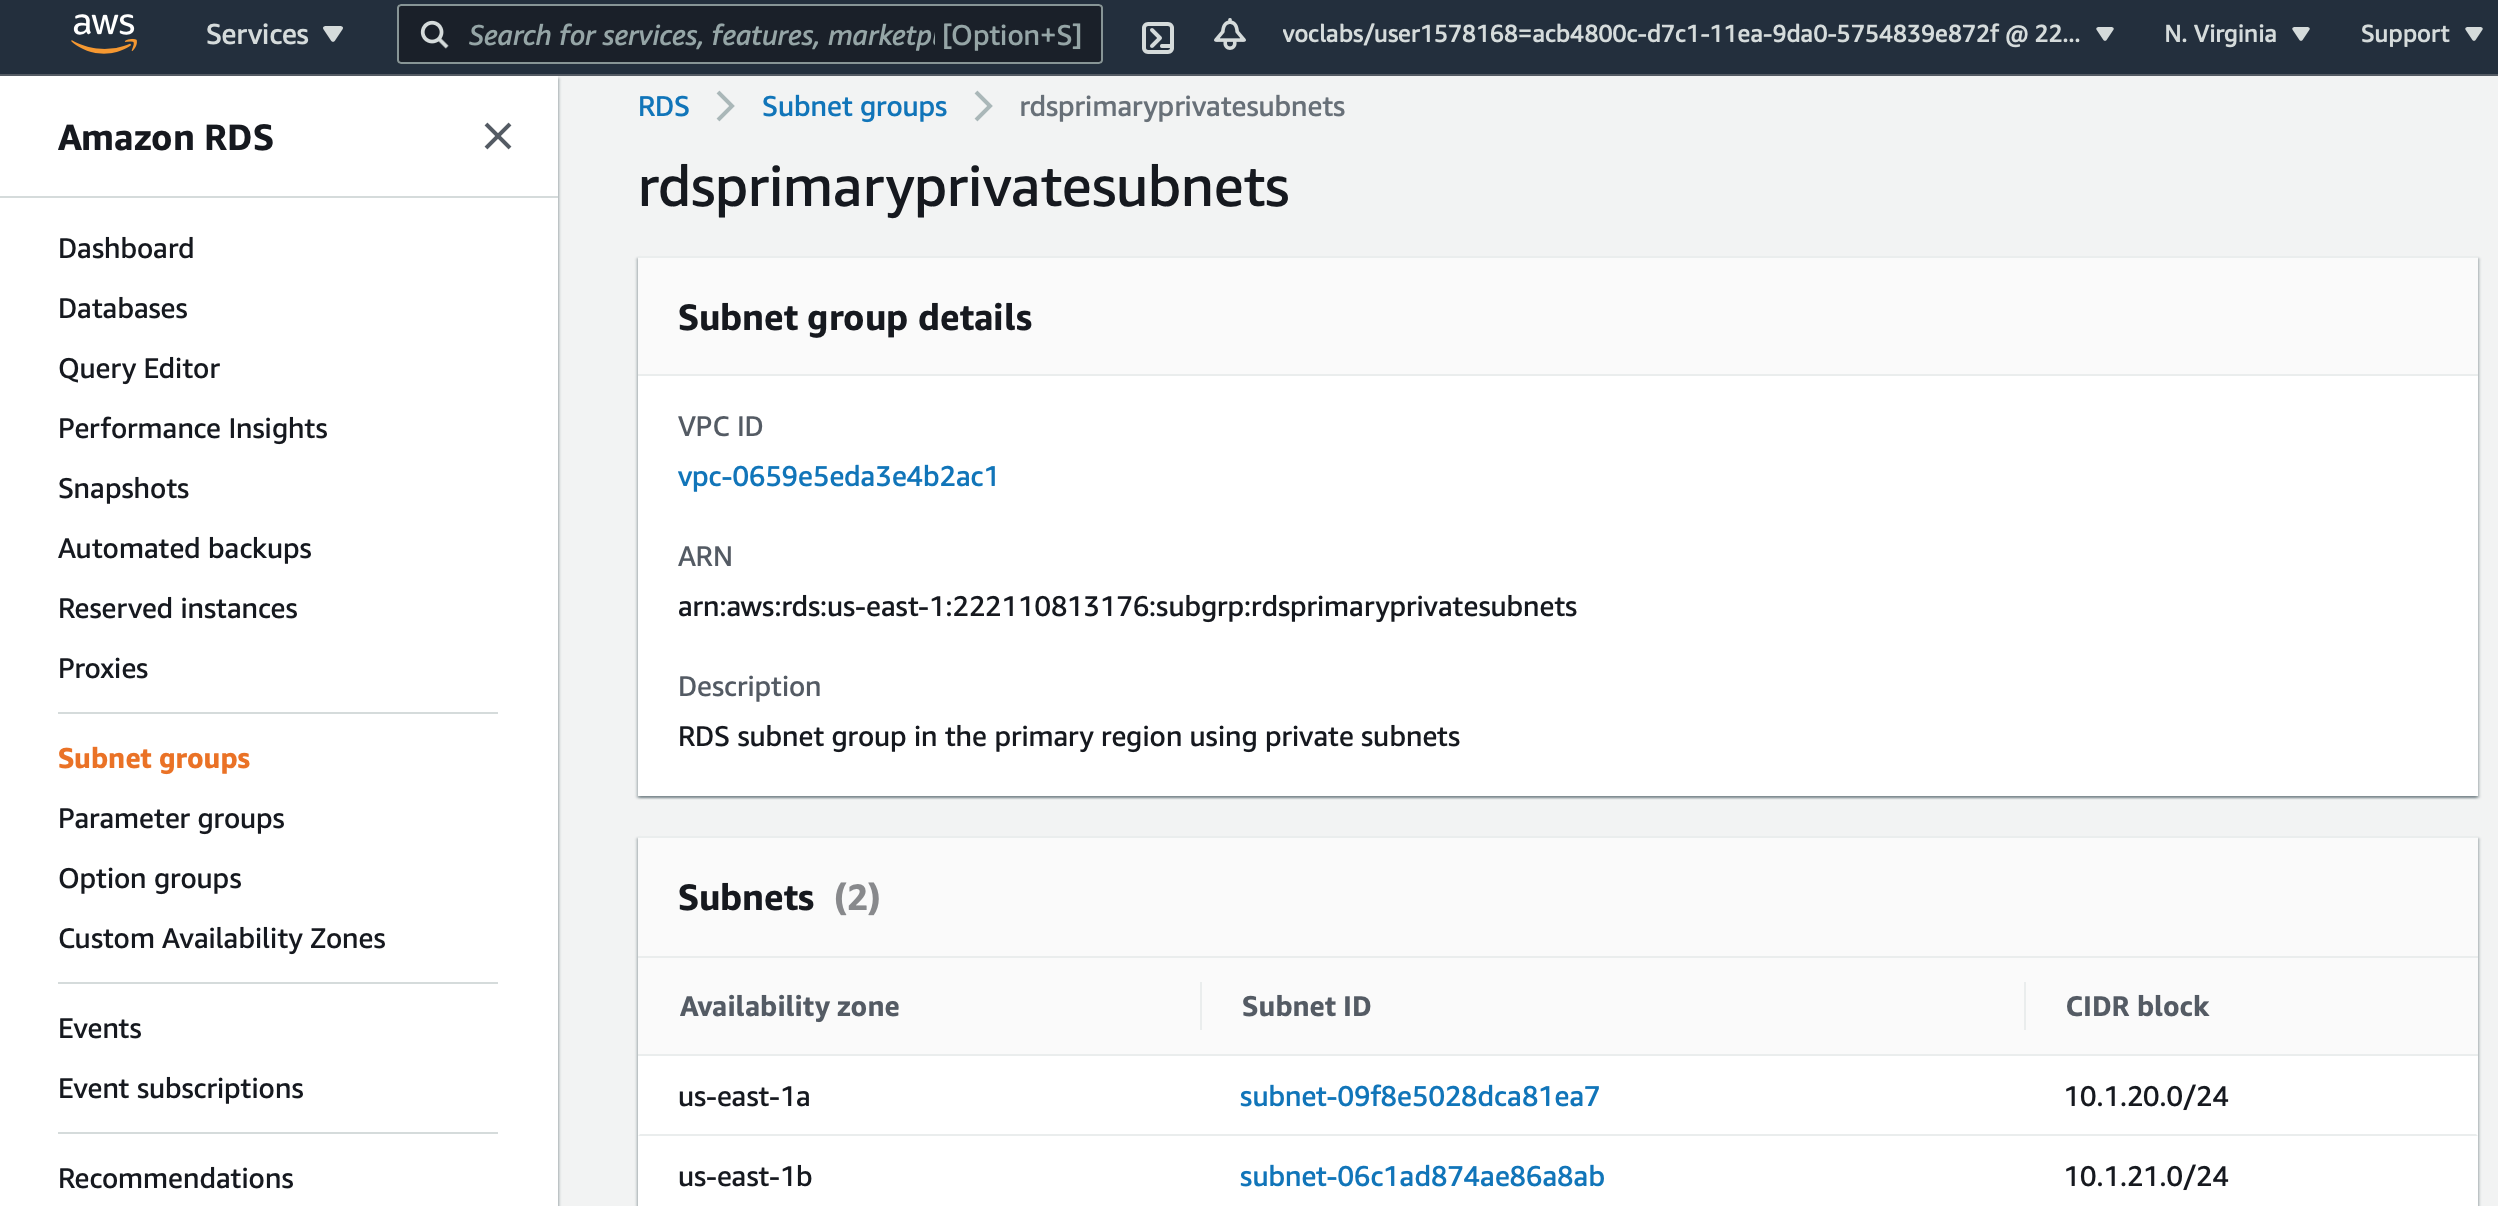 aws
Services
Search for services, features, marketp [Option+S]
voclabs/user1578168=acb4800c-d7c1-11ea-9da0-5754839e872f @ 22...
N. Virginia
Support
Amazon RDS
Dashboard
Databases
Query Editor
Performance Insights
Snapshots
Automated backups
Reserved instances
Proxies
Subnet groups
Parameter groups
Option groups
Custom Availability Zones
Events
Event subscriptions
Recommendations
RDS
Subnet groups
rdsprimaryprivatesubnets
rdsprimaryprivatesubnets
Subnet group details
VPC ID
vpc-0659e5eda3e4b2ac1
ARN
arn:aws:rds:us-east-1:222110813176:subgrp:rdsprimaryprivatesubnets
Description
RDS subnet group in the primary region using private subnets
Subnets (2)
Availability zone Subnet ID CIDR block
us-east-1a subnet-09f8e5028dca81ea7 10.1.20.0/24
us-east-1b subnet-06c1ad874ae86a8ab 10.1.21.0/24